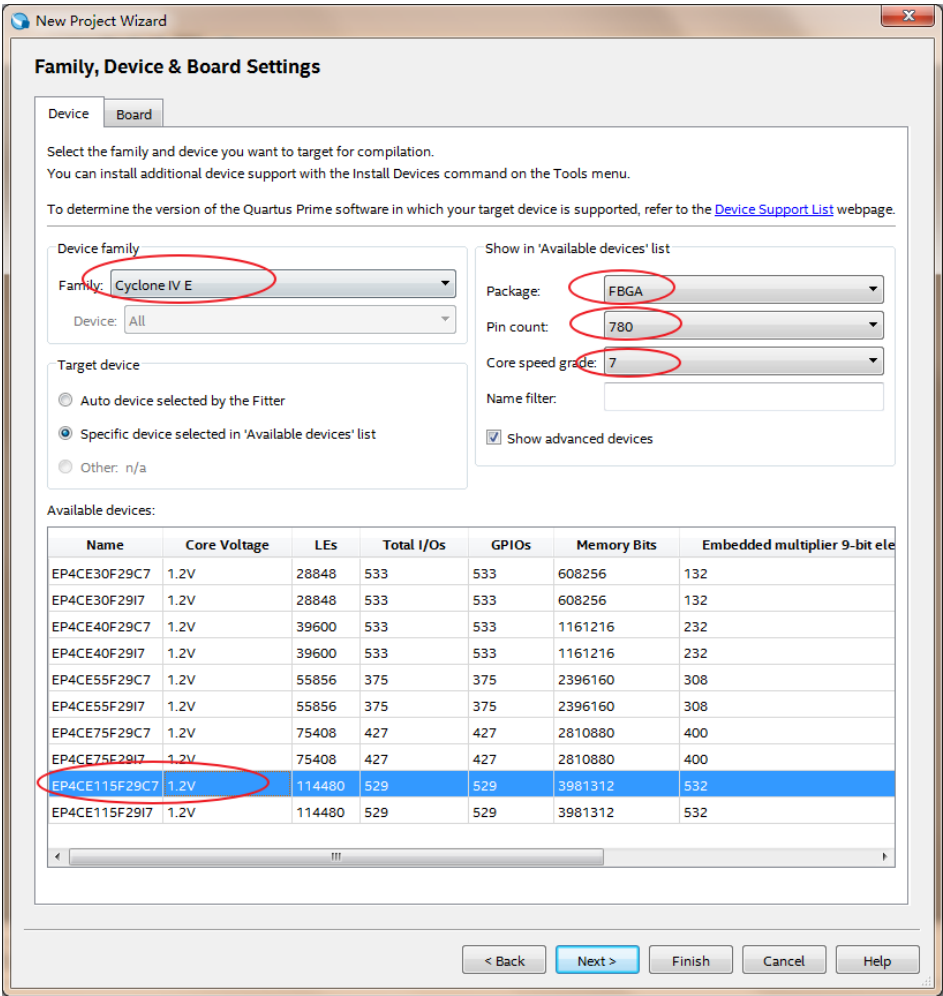 New Project Wizard
Family, Device & Board Settings
Device Board
Select the family and device you want to target for compilation.
You can install additional device support with the Install Devices command on the Tools menu.
To determine the version of the Quartus Prime software in which your target device is supported, refer to the Device Support List webpage.
Device family
Family: Cyclone IV E
Device: All
Show in 'Available devices' list
Package: FBGA
Pin count: 780
Core speed grade: 7
Name filter:
Show advanced devices
Target device
Auto device selected by the Fitter
Specific device selected in 'Available devices' list
Other: n/a
Available devices:
Name Core Voltage LEs Total I/Os GPIOs Memory Bits Embedded multiplier 9-bit ele
EP4CE30F29C7 1.2V 28848 533 533 608256 132
EP4CE30F29I7 1.2V 28848 533 533 608256 132
EP4CE40F29C7 1.2V 39600 533 533 1161216 232
EP4CE40F29I7 1.2V 39600 533 533 1161216 232
EP4CE55F29C7 1.2V 55856 375 375 2396160 308
EP4CE55F29I7 1.2V 55856 375 375 2396160 308
EP4CE75F29C7 1.2V 75408 427 427 2810880 400
EP4CE75F29I7 1.2V 75408 427 427 2810880 400
EP4CE115F29C7 1.2V 114480 529 529 3981312 532
EP4CE115F29I7 1.2V 114480 529 529 3981312 532
< Back Next > Finish Cancel Help